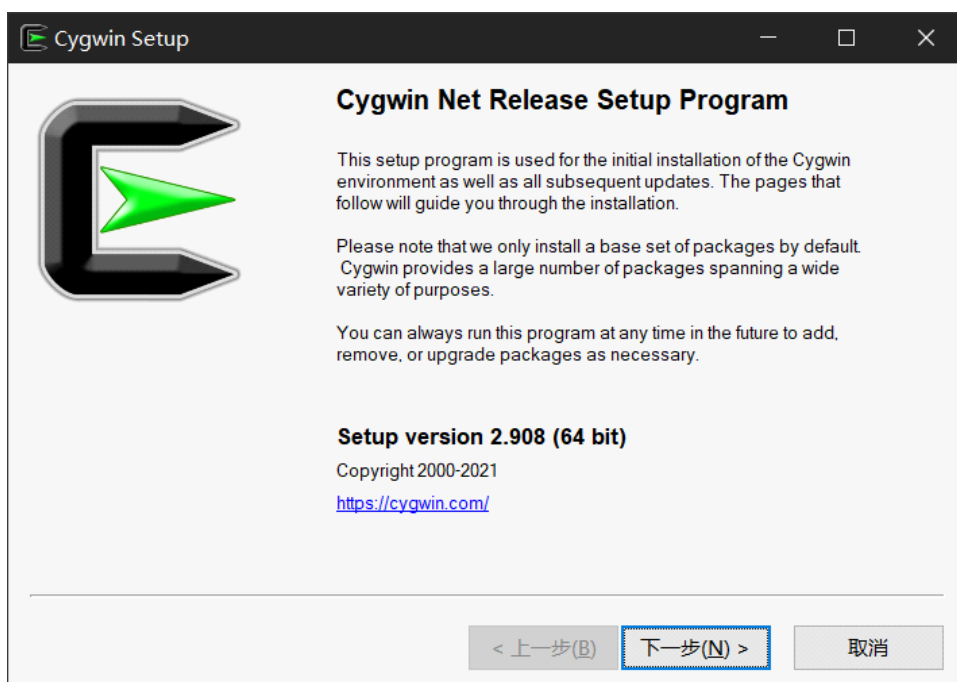 Cygwin Setup
Cygwin Net Release Setup Program
This setup program is used for the initial installation of the Cygwin
environment as well as all subsequent updates. The pages that
follow will guide you through the installation.
Please note that we only install a base set of packages by default.
Cygwin provides a large number of packages spanning a wide
variety of purposes.
You can always run this program at any time in the future to add,
remove, or upgrade packages as necessary.
Setup version 2.908 (64 bit)
Copyright 2000-2021
https://cygwin.com/
< 上一步(B)
下一步(N) >
取消